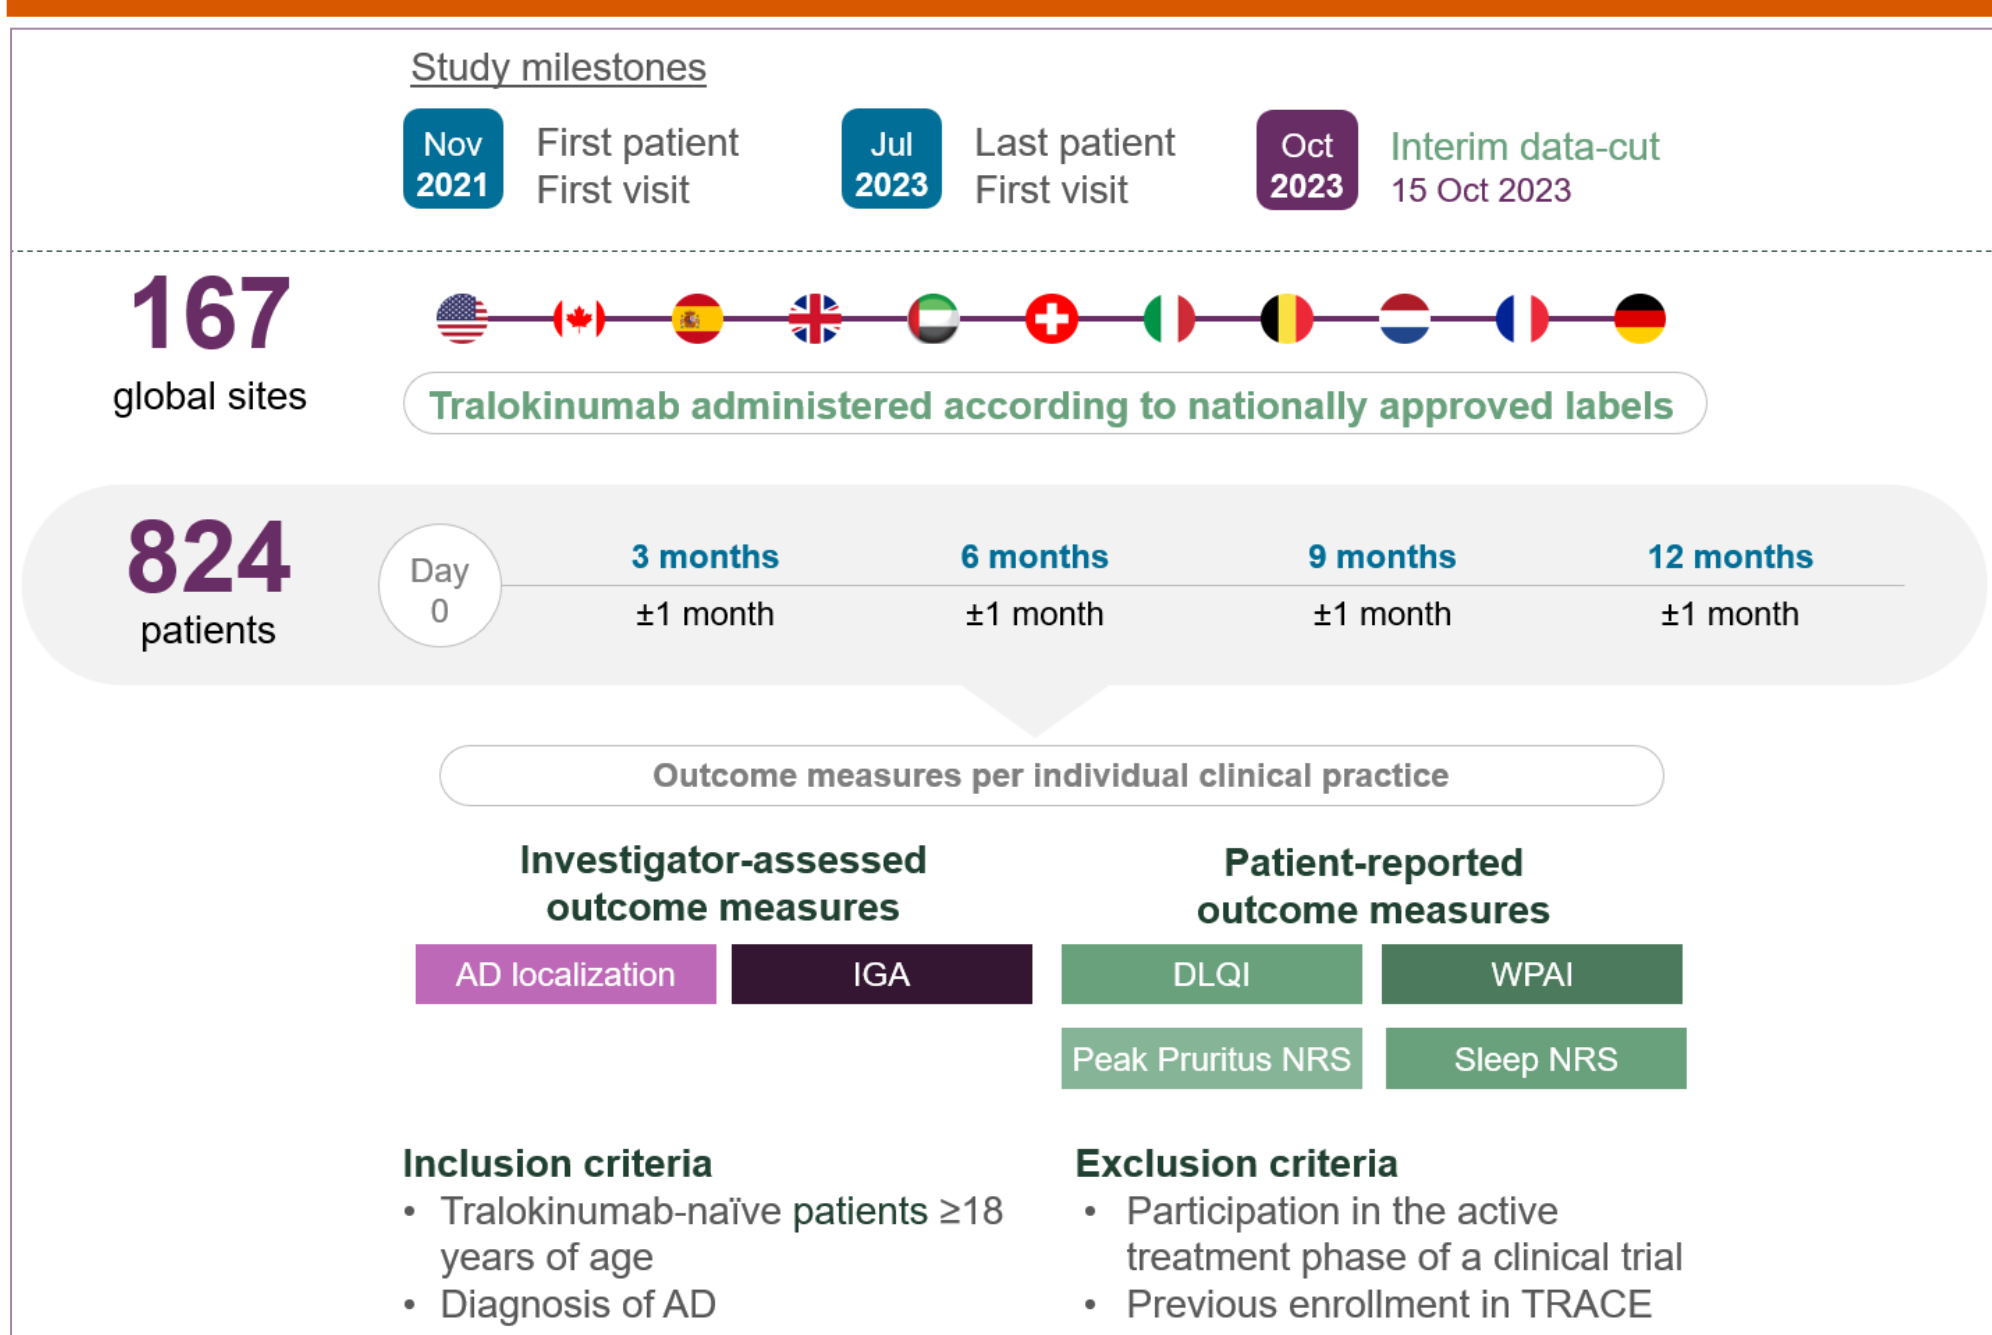 Study milestones
Nov
2021
First patient
First visit
Jul
2023
Last patient
First visit
Oct
2023
Interim data-cut
15 Oct 2023
167
global sites
Tralokinumab administered according to nationally approved labels
824
patients
Day
0
3 months
±1 month
6 months
±1 month
9 months
±1 month
12 months
±1 month
Outcome measures per individual clinical practice
Investigator-assessed
outcome measures
AD localization
IGA
Patient-reported
outcome measures
DLQI
WPAI
Peak Pruritus NRS
Sleep NRS
Inclusion criteria
• Tralokinumab-naïve patients ≥18
years of age
• Diagnosis of AD
Exclusion criteria
• Participation in the active
treatment phase of a clinical trial
• Previous enrollment in TRACE